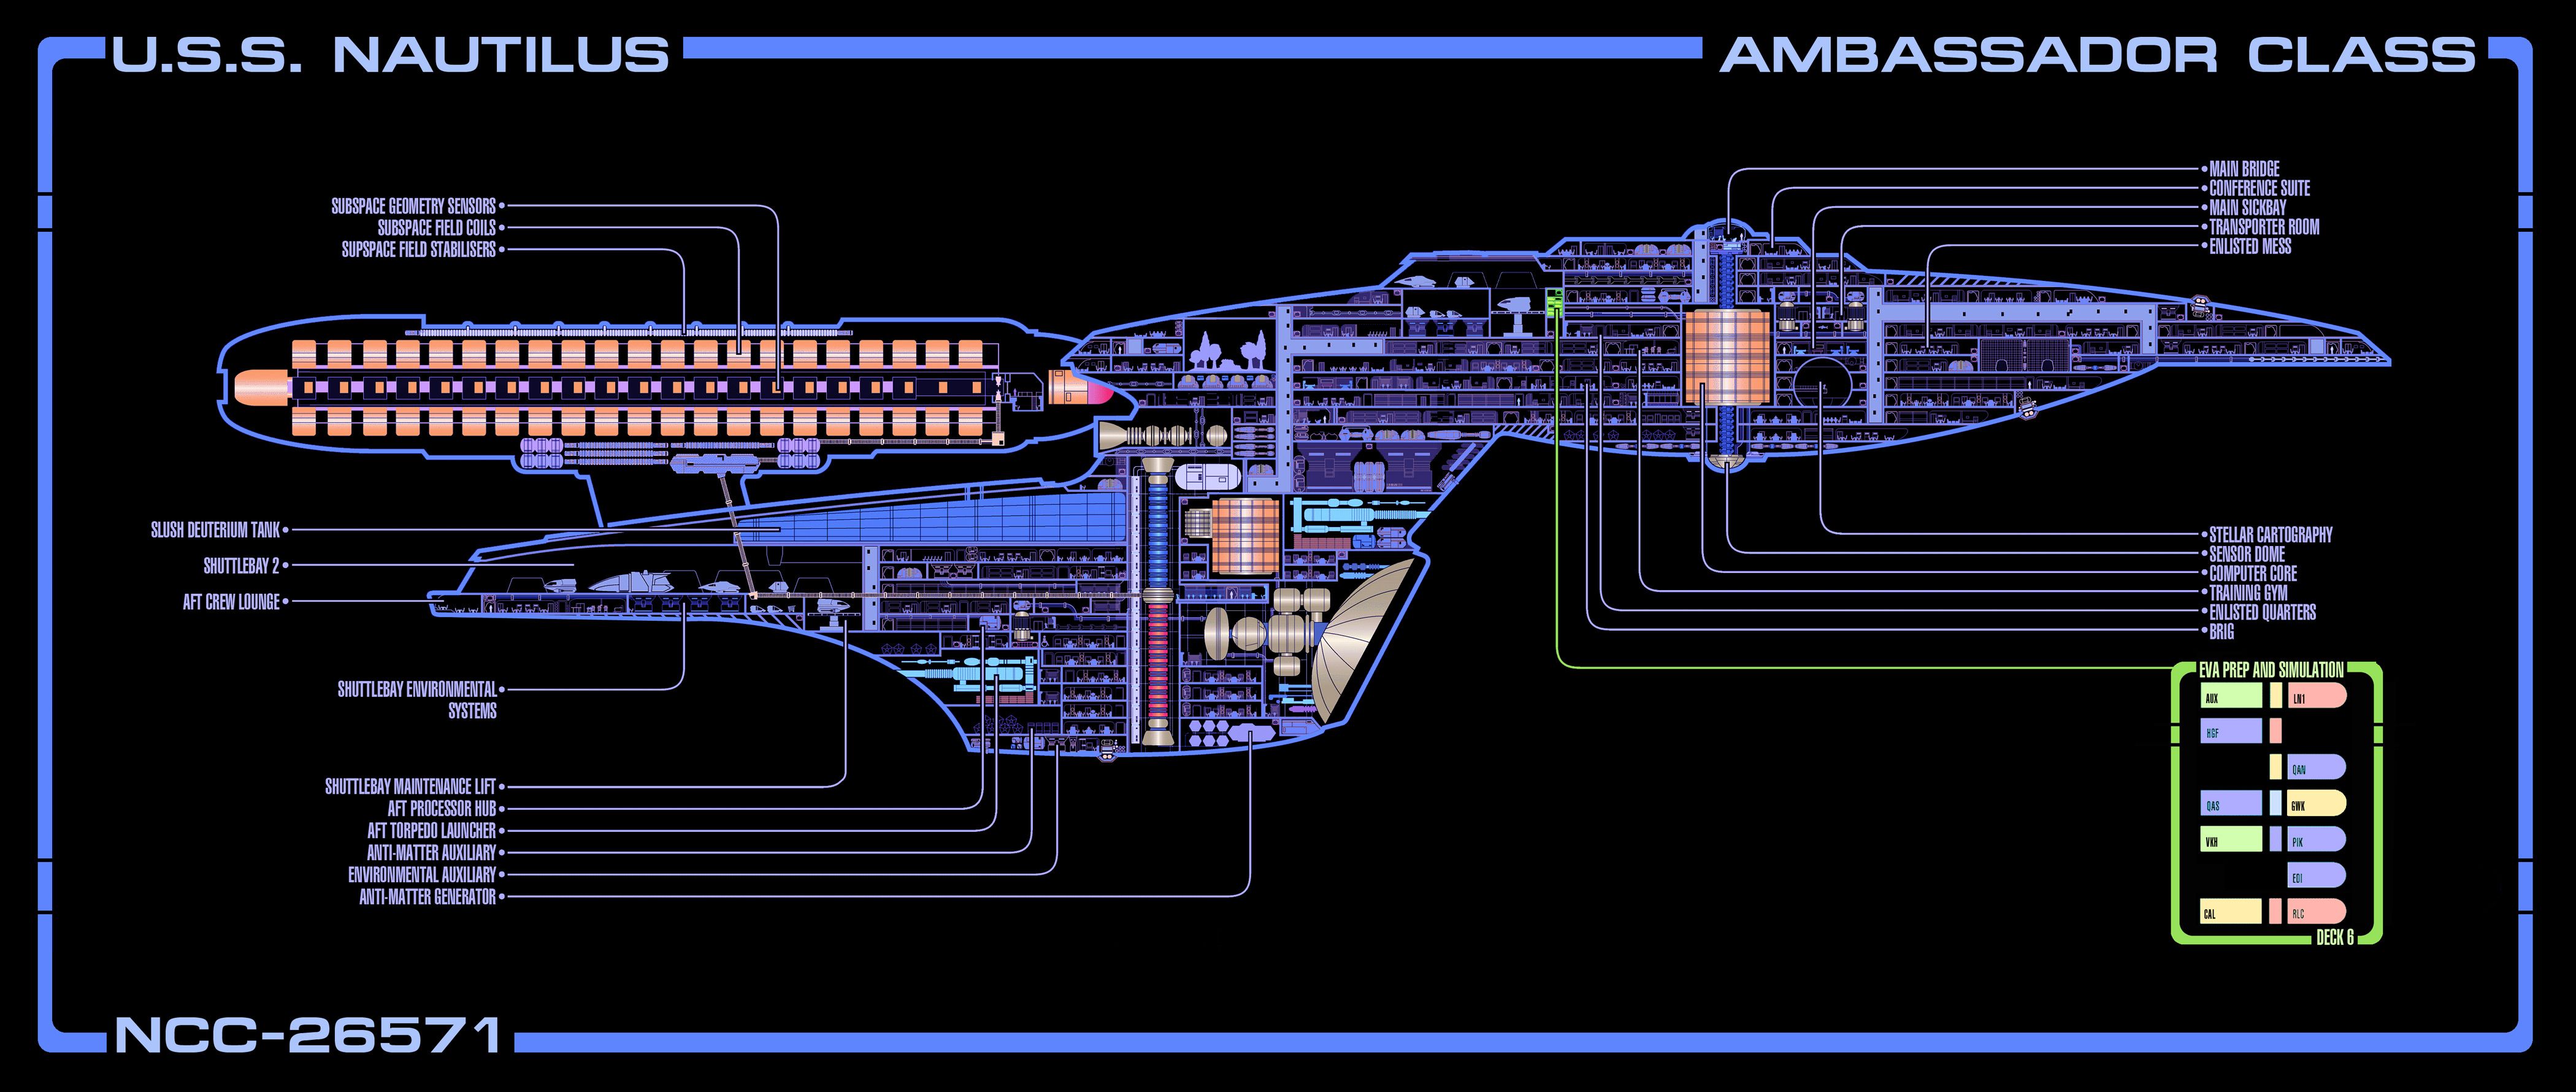 U.S.S. NAUTILUS
AMBASSADOR CLASS
SUBSPACE GEOMETRY SENSORS
SUBSPACE FIELD COILS
SUPSPACE FIELD STABILISERS
SLUSH DEUTERIUM TANK
SHUTTLEBAY 2
AFT CREW LOUNGE
SHUTTLEBAY ENVIRONMENTAL
SYSTEMS
SHUTTLEBAY MAINTENANCE LIFT
AFT PROCESSOR HUB
AFT TORPEDO LAUNCHER
ANTI-MATTER AUXILIARY
ENVIRONMENTAL AUXILIARY
ANTI-MATTER GENERATOR
MAIN BRIDGE
CONFERENCE SUITE
MAIN SICKBAY
TRANSPORTER ROOM
ENLISTED MESS
STELLAR CARTOGRAPHY
SENSOR DOME
COMPUTER CORE
TRAINING GYM
ENLISTED QUARTERS
BRIG
EVA PREP AND SIMULATION
AUX LN1
HGF
QAN
QAS GWK
VKH PIK
EDI
CAL RLC
DECK 6
NCC-26571